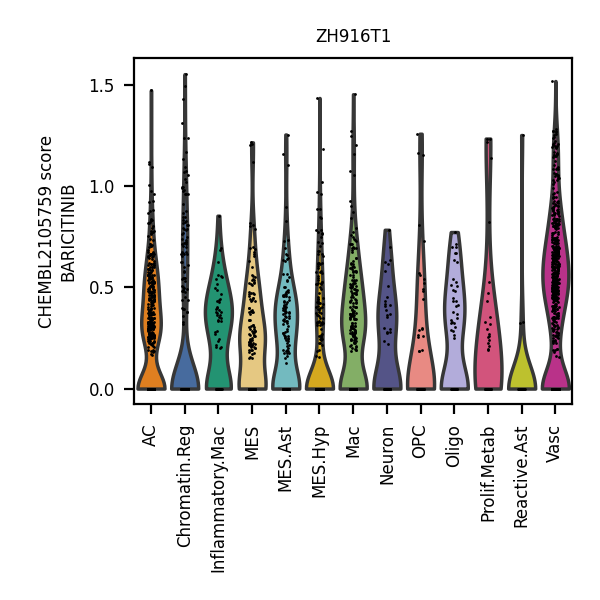 ZH916T1
CHEMBL2105759 score
BARICITINIB
1.5
1.0
0.5
0.0
AC
Chromatin.Reg
Inflammatory.Mac
MES
MES.Ast
MES.Hyp
Mac
Neuron
OPC
Oligo
Prolif.Metab
Reactive.Ast
Vasc